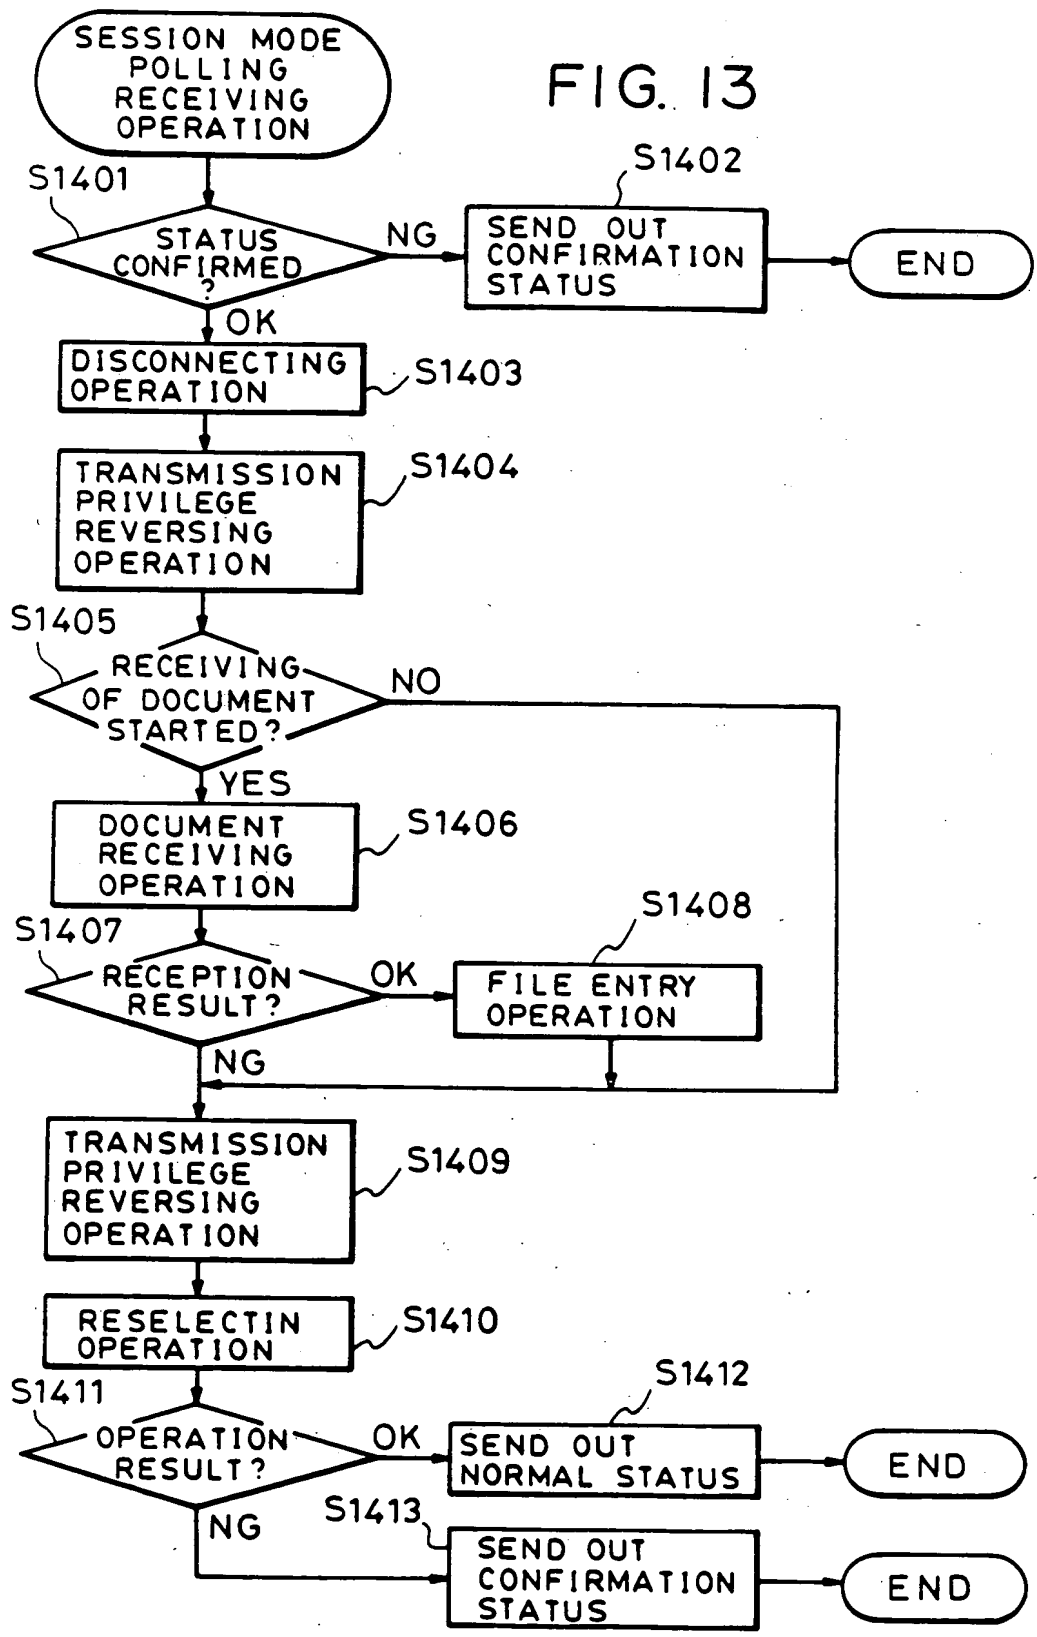 SESSION MODE
POLLING
RECEIVING
OPERATION
FIG. 13
S1401
STATUS
CONFIRMED
?
NG
S1402
SEND OUT
CONFIRMATION
STATUS
END
OK
DISCONNECTING
OPERATION
S1403
TRANSMISSION
PRIVILEGE
REVERSING
OPERATION
S1404
S1405
RECEIVING
OF DOCUMENT
STARTED?
NO
YES
DOCUMENT
RECEIVING
OPERATION
S1406
S1407
RECEPTION
RESULT?
OK
S1408
FILE ENTRY
OPERATION
NG
TRANSMISSION
PRIVILEGE
REVERSING
OPERATION
S1409
RESELECTIN
OPERATION
S1410
S1411
OPERATION
RESULT?
OK
S1412
SEND OUT
NORMAL STATUS
END
NG
S1413
SEND OUT
CONFIRMATION
STATUS
END